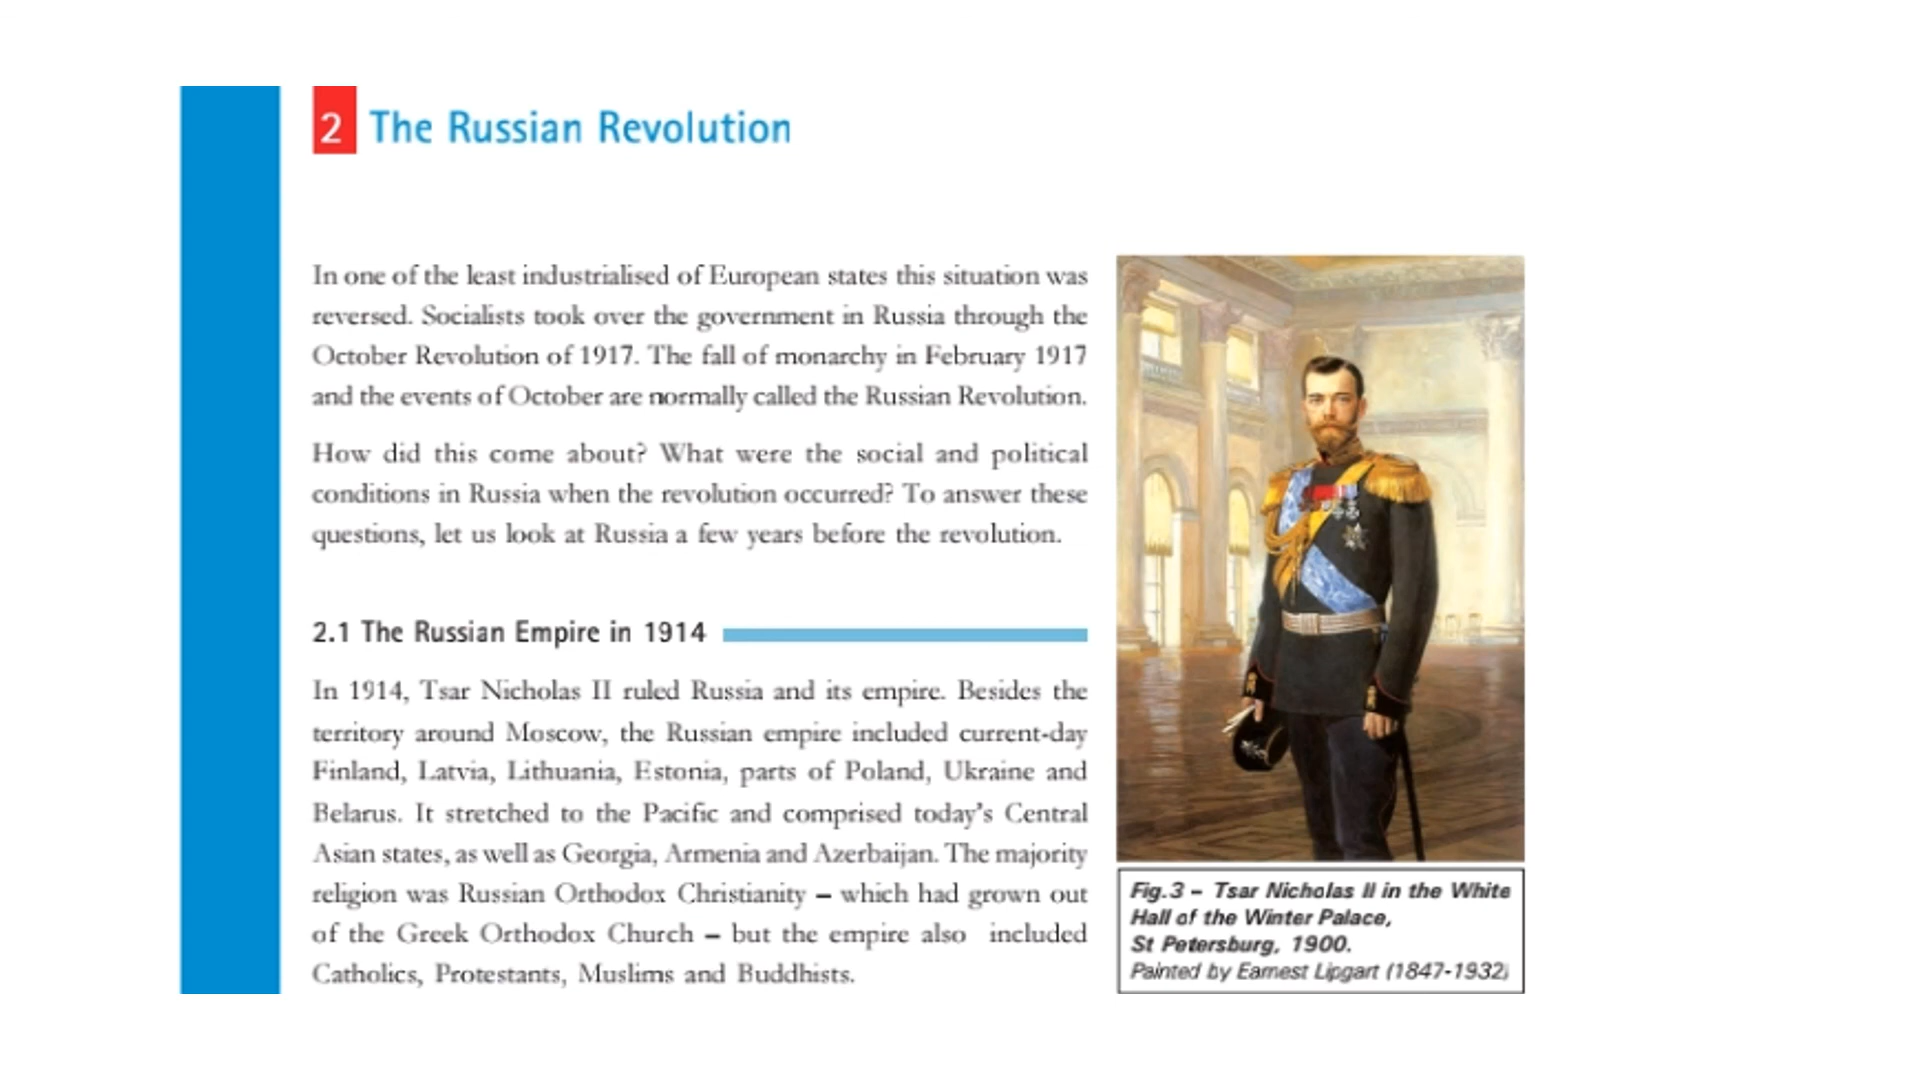 2 The Russian Revolution
In one of the least industrialised of European states this situation was
reversed. Socialists took over the government in Russia through the
October Revolution of 1917. The fall of monarchy in February 1917
and the events of October are normally called the Russian Revolution.
How did this come about? What were the social and political
conditions in Russia when the revolution occurred? To answer these
questions, let us look at Russia a few years before the revolution.
2.1 The Russian Empire in 1914
In 1914, Tsar Nicholas II ruled Russia and its empire. Besides the
territory around Moscow, the Russian empire included current-day
Finland, Latvia, Lithuania, Estonia, parts of Poland, Ukraine and
Belarus. It stretched to the Pacific and comprised today's Central
Asian states, as well as Georgia, Armenia and Azerbaijan. The majority
religion was Russian Orthodox Christianity – which had grown out
of the Greek Orthodox Church – but the empire also included
Catholics, Protestants, Muslims and Buddhists.
Fig.3 – Tsar Nicholas II in the White
Hall of the Winter Palace,
St Petersburg, 1900.
Painted by Earnest Lipgart (1847-1932)